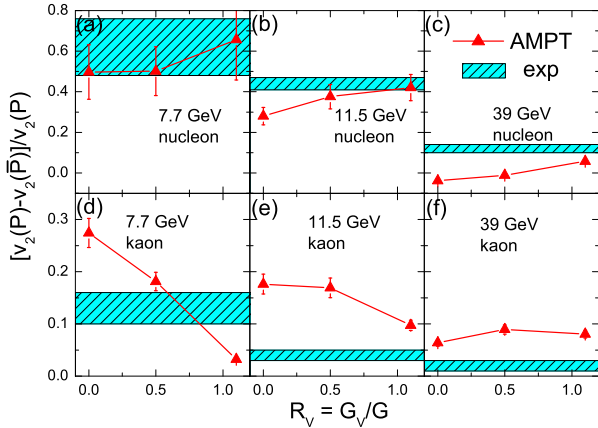 [v₂(P)-v₂(P̅)]/v₂(P)
0.8
0.6
0.4
0.2
0.0
(a)
7.7 GeV
nucleon
(b)
11.5 GeV
nucleon
(c)
AMPT
exp
39 GeV
nucleon
0.3
0.2
0.1
0.0
(d)
7.7 GeV
kaon
(e)
11.5 GeV
kaon
(f)
39 GeV
kaon
0.0 0.5 1.0 0.0 0.5 1.0 0.0 0.5 1.0
R_V = G_V/G